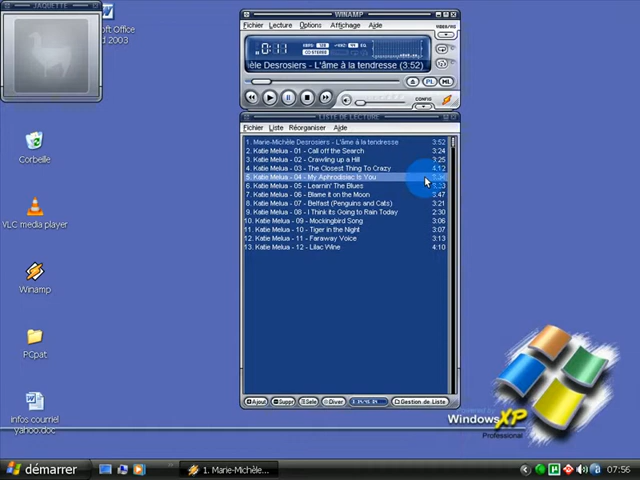 JAQUETTE
soft Office
d 2003
Corbeille
VLC media player
Winamp
PCpat
infos courriel
yahoo.doc
WINAMP
Fichier Lecture Options Affichage Aide
0:11
èle Desrosiers - L'âme à la tendresse (3:52)
PL ML
CONFIG
LISTE DE LECTURE
Fichier Liste Réorganiser Aide
1. Marie-Michèle Desrosiers - L'âme à la tendresse 3:52
2. Katie Melua - 01 - Call off the Search 3:24
3. Katie Melua - 02 - Crawling up a Hill 3:25
4. Katie Melua - 03 - The Closest Thing To Crazy 4:12
5. Katie Melua - 04 - My Aphrodisiac Is You
6. Katie Melua - 05 - Learnin' The Blues
7. Katie Melua - 06 - Blame it on the Moon 3:47
8. Katie Melua - 07 - Belfast (Penguins and Cats) 3:21
9. Katie Melua - 08 - I Think Its Going to Rain Today 2:30
10. Katie Melua - 09 - Mockingbird Song 3:06
11. Katie Melua - 10 - Tiger in the Night 3:07
12. Katie Melua - 11 - Faraway Voice 3:13
13. Katie Melua - 12 - Lilac Wine 4:10
Ajout Suppr Sele Diver Gestion de Liste
Windows XP
Professional
démarrer
1. Marie-Michèle...
07:56